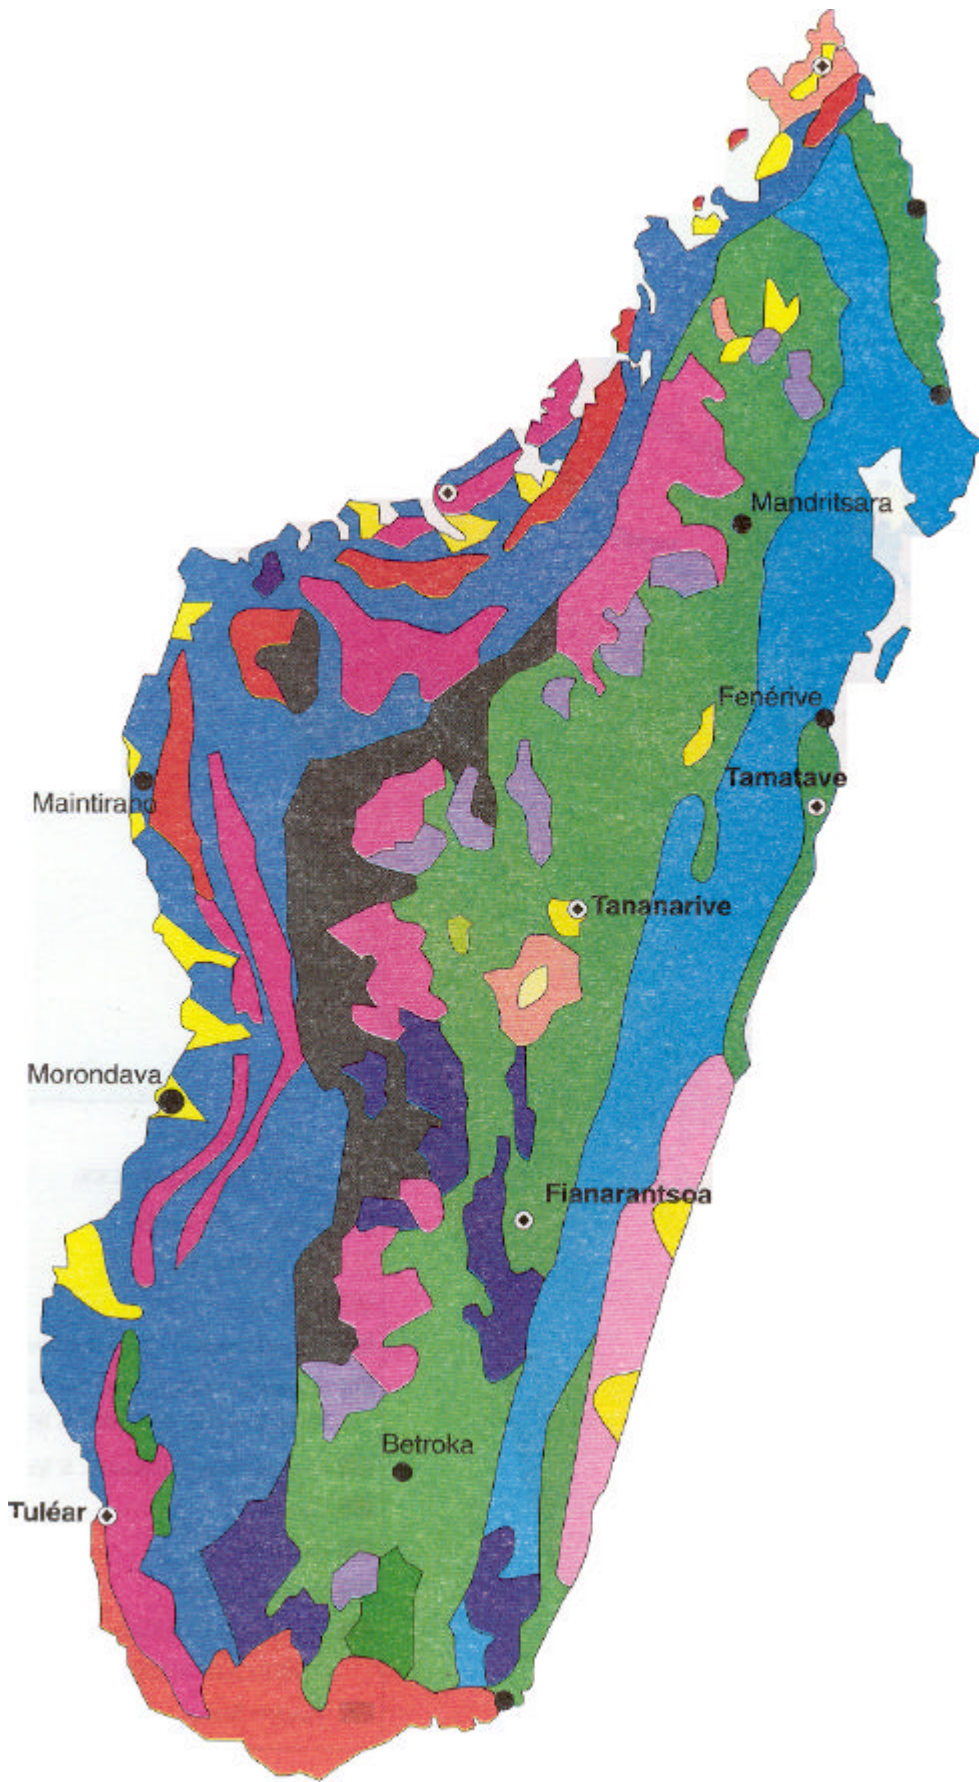 Mandritsara
Fenérive
Tamatave
Maintirano
Tananarive
Morondava
Fianarantsoa
Betroka
Tuléar